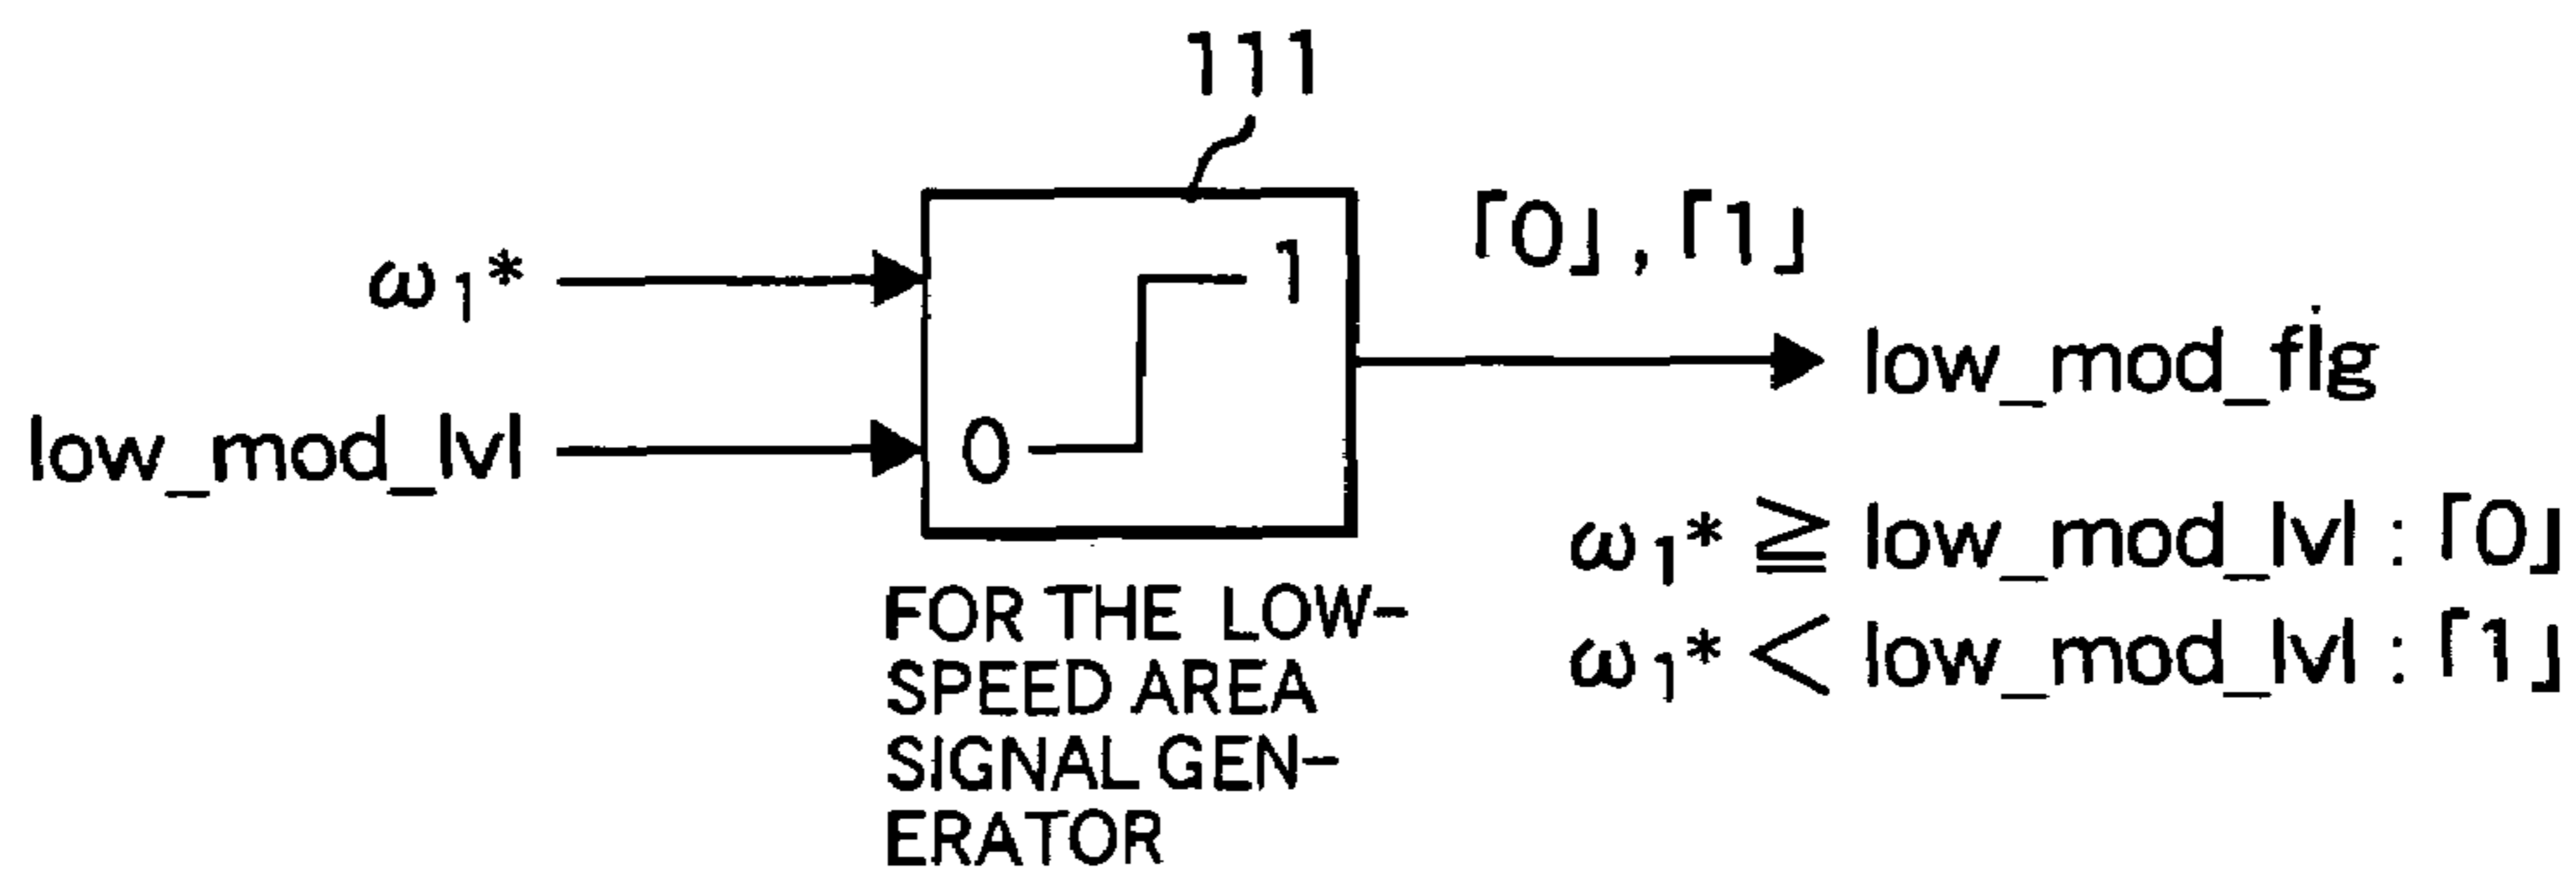 111
「0」,「1」
ω1*
1
low_mod_flg
low_mod_lvl
0
ω1* ≧ low_mod_lvl : 「0」
ω1* < low_mod_lvl : 「1」
FOR THE LOW-
SPEED AREA
SIGNAL GEN-
ERATOR